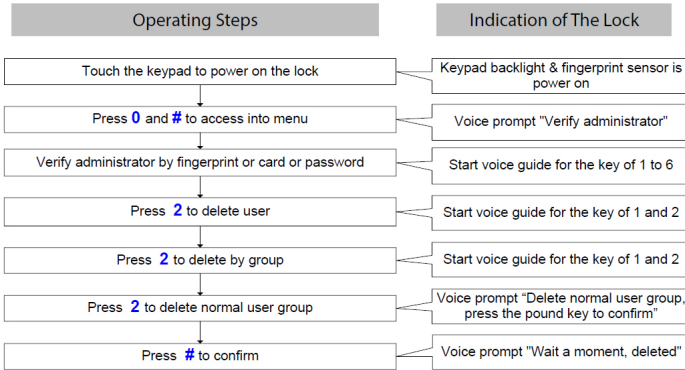 Operating Steps
Indication of The Lock
Touch the keypad to power on the lock
Keypad backlight & fingerprint sensor is
power on
Press 0 and # to access into menu
Voice prompt "Verify administrator"
Verify administrator by fingerprint or card or password
Start voice guide for the key of 1 to 6
Press 2 to delete user
Start voice guide for the key of 1 and 2
Press 2 to delete by group
Start voice guide for the key of 1 and 2
Press 2 to delete normal user group
Voice prompt “Delete normal user group,
press the pound key to confirm”
Press # to confirm
Voice prompt "Wait a moment, deleted"